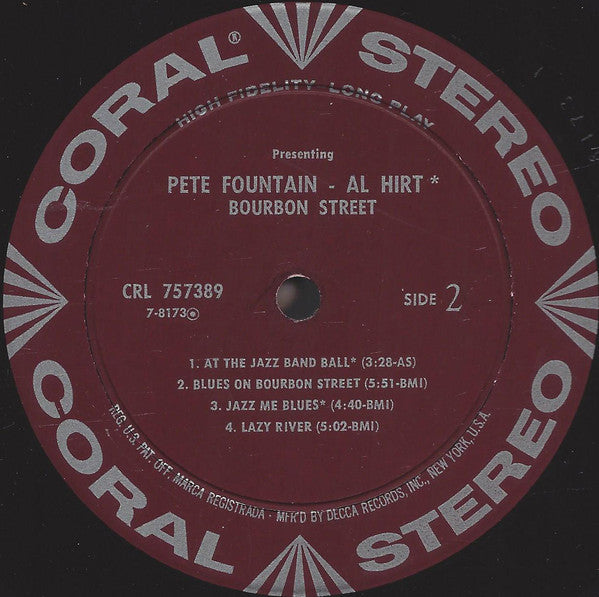 CORAL® STEREO
HIGH FIDELITY LONG PLAY
Presenting
PETE FOUNTAIN - AL HIRT *
BOURBON STREET
CRL 757389
7-8173
SIDE 2
1. AT THE JAZZ BAND BALL* (3:28-AS)
2. BLUES ON BOURBON STREET (5:51-BMI)
3. JAZZ ME BLUES* (4:40-BMI)
4. LAZY RIVER (5:02-BMI)
REG. U.S. PAT. OFF. MARCA REGISTRADA - MFR'D BY DECCA RECORDS, INC., NEW YORK, U.S.A.
CORAL STEREO